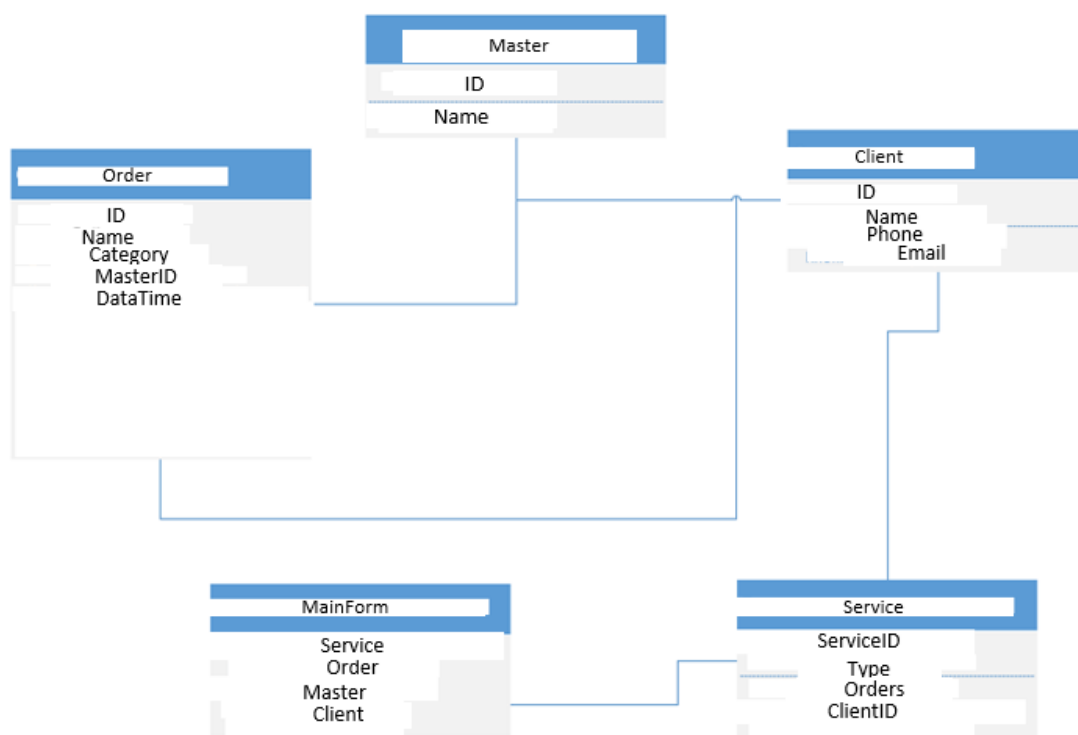 Master
ID
Name
Order
ID
Name
Category
MasterID
DataTime
Client
ID
Name
Phone
Email
MainForm
Service
Order
Master
Client
Service
ServiceID
Type
Orders
ClientID